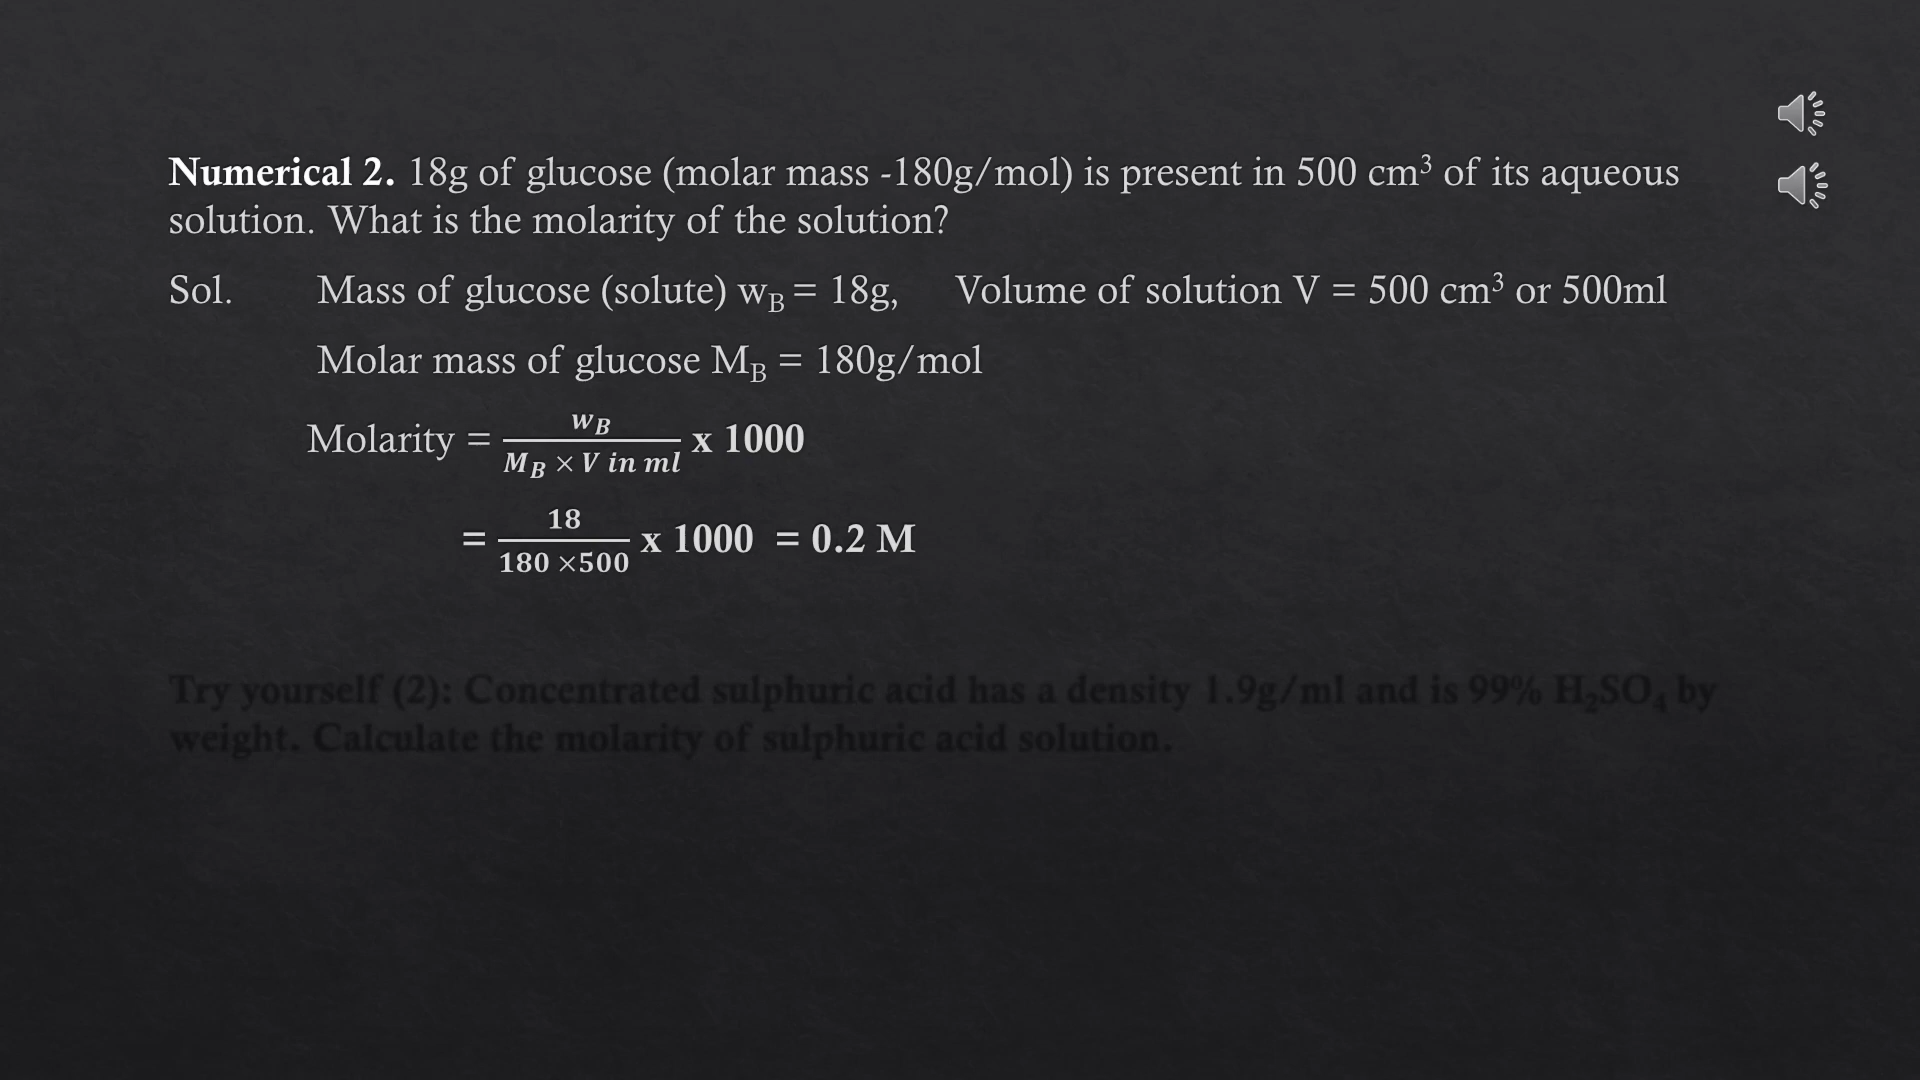 Numerical 2. 18g of glucose (molar mass -180g/mol) is present in 500 cm³ of its aqueous
solution. What is the molarity of the solution?
Sol. Mass of glucose (solute) w_B = 18g, Volume of solution V = 500 cm³ or 500ml
Molar mass of glucose M_B = 180g/mol
Molarity = w_B / (M_B × V in ml) x 1000
= 18 / (180 ×500) x 1000 = 0.2 M
Try yourself (2): Concentrated sulphuric acid has a density 1.9g/ml and is 99% H₂SO₄ by
weight. Calculate the molarity of sulphuric acid solution.